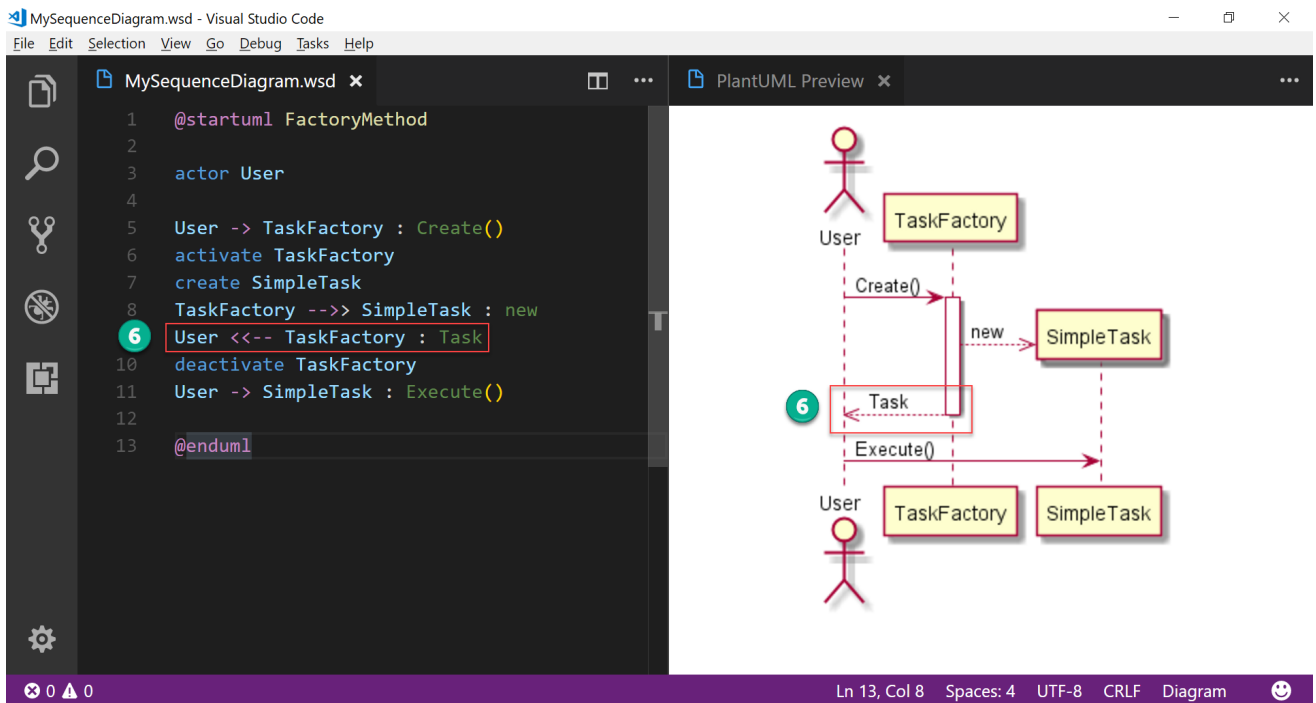 MySequenceDiagram.wsd - Visual Studio Code
File Edit Selection View Go Debug Tasks Help
MySequenceDiagram.wsd
1 @startuml FactoryMethod
2
3 actor User
4
5 User -> TaskFactory : Create()
6 activate TaskFactory
7 create SimpleTask
8 TaskFactory -->> SimpleTask : new
6 User <<-- TaskFactory : Task
10 deactivate TaskFactory
11 User -> SimpleTask : Execute()
12
13 @enduml
PlantUML Preview
TaskFactory
User
Create()
new
SimpleTask
6 Task
Execute()
User
TaskFactory
SimpleTask
0 0
Ln 13, Col 8 Spaces: 4 UTF-8 CRLF Diagram